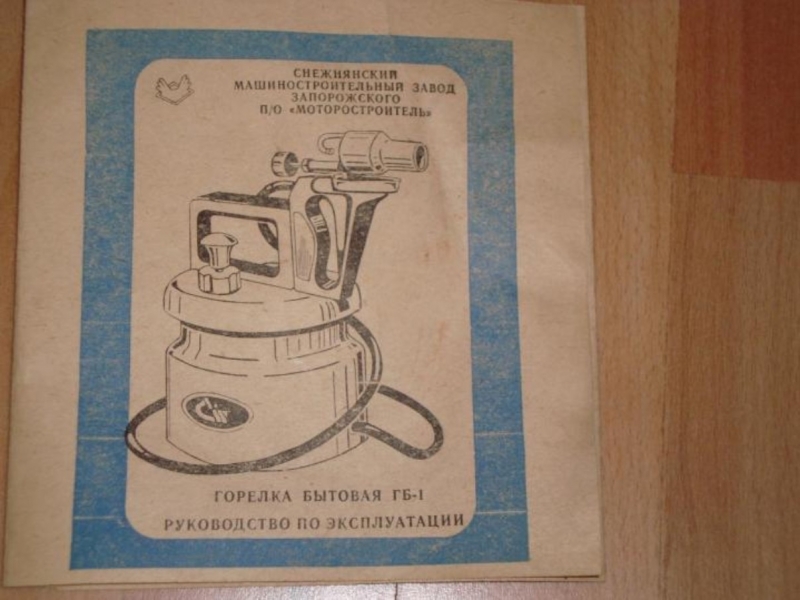 СНЕЖНЯНСКИЙ
МАШИНОСТРОИТЕЛЬНЫЙ ЗАВОД
ЗАПОРОЖСКОГО
П/О «МОТОРОСТРОИТЕЛЬ»
ГОРЕЛКА БЫТОВАЯ ГБ-1
РУКОВОДСТВО ПО ЭКСПЛУАТАЦИИ